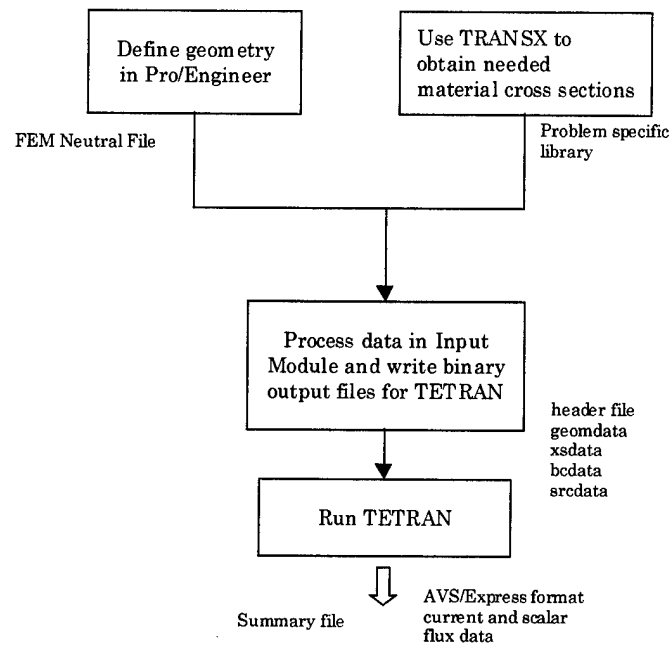 Define geometry
in Pro/Engineer
Use TRANSX to
obtain needed
material cross sections
FEM Neutral File
Problem specific
library
Process data in Input
Module and write binary
output files for TETRAN
header file
geomdata
xsdata
bcdata
srcdata
Run TETRAN
Summary file
AVS/Express format
current and scalar
flux data